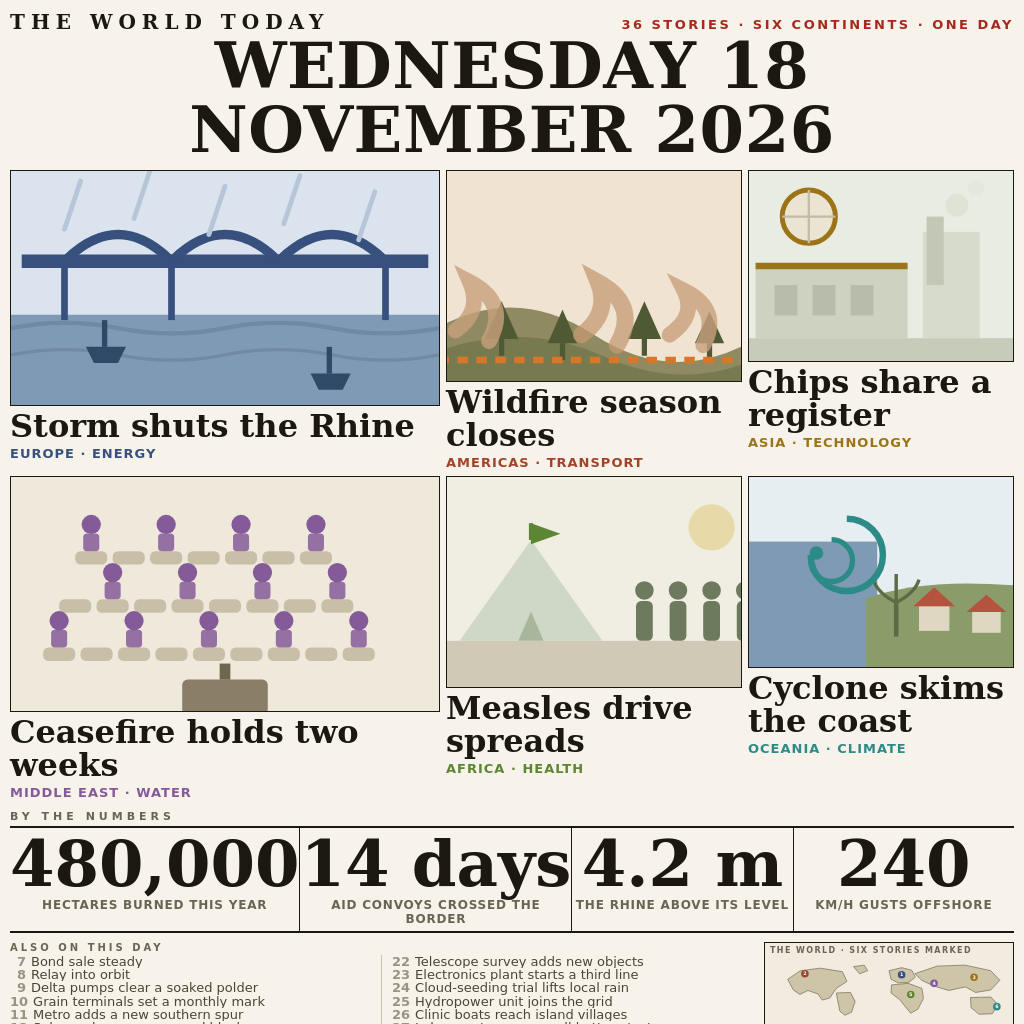 THE WORLD TODAY
36 STORIES · SIX CONTINENTS · ONE DAY
WEDNESDAY 18
NOVEMBER 2026
Storm shuts the Rhine
EUROPE · ENERGY
Wildfire season
closes
AMERICAS · TRANSPORT
Chips share a
register
ASIA · TECHNOLOGY
Ceasefire holds two
weeks
MIDDLE EAST · WATER
Measles drive
spreads
AFRICA · HEALTH
Cyclone skims
the coast
OCEANIA · CLIMATE
BY THE NUMBERS
480,000
HECTARES BURNED THIS YEAR
14 days
AID CONVOYS CROSSED THE
BORDER
4.2 m
THE RHINE ABOVE ITS LEVEL
240
KM/H GUSTS OFFSHORE
ALSO ON THIS DAY
7 Bond sale steady
8 Relay into orbit
9 Delta pumps clear a soaked polder
10 Grain terminals set a monthly mark
11 Metro adds a new southern spur
22 Telescope survey adds new objects
23 Electronics plant starts a third line
24 Cloud-seeding trial lifts local rain
25 Hydropower unit joins the grid
26 Clinic boats reach island villages
THE WORLD · SIX STORIES MARKED